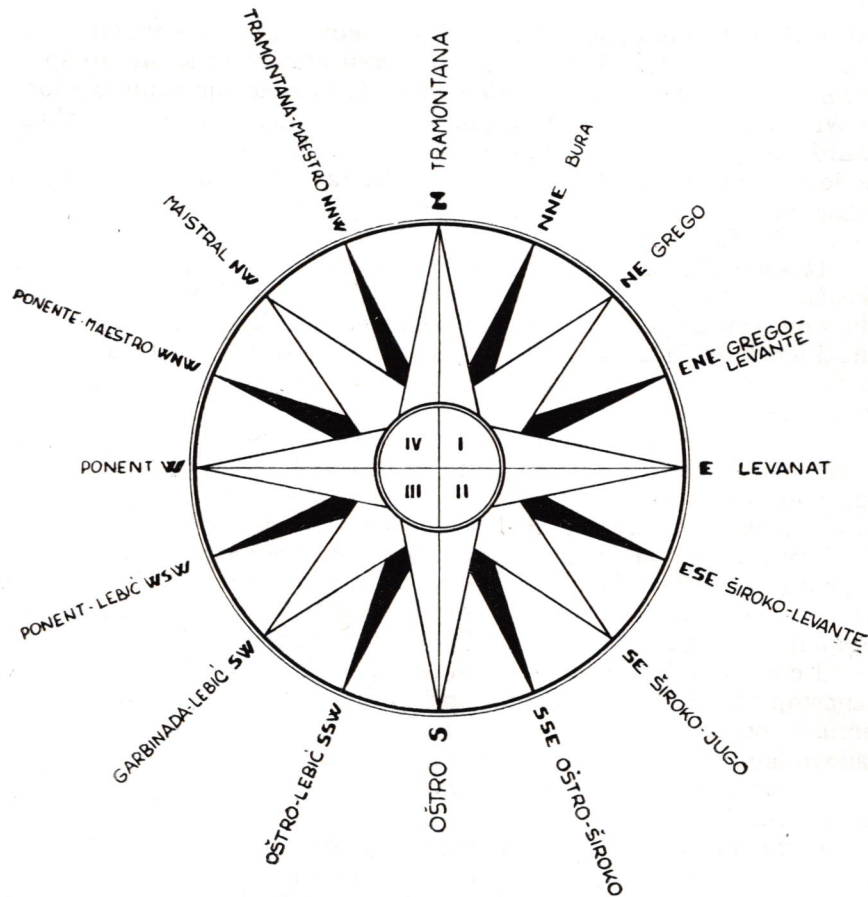 N TRAMONTANA
NNE BURA
NE GREGO
ENE GREGO-
LEVANTE
E LEVANAT
ESE ŠIROKO-LEVANTE
SE ŠIROKO-JUGO
SSE OŠTRO-ŠIROKO
OŠTRO S
OŠTRO-LEBIĆ SSW
GARBINADA-LEBIĆ SW
PONENT-LEBIĆ WSW
PONENT W
PONENTE-MAESTRO WNW
MAISTRAL NW
TRAMONTANA-MAESTRO NNW
IV I
III II